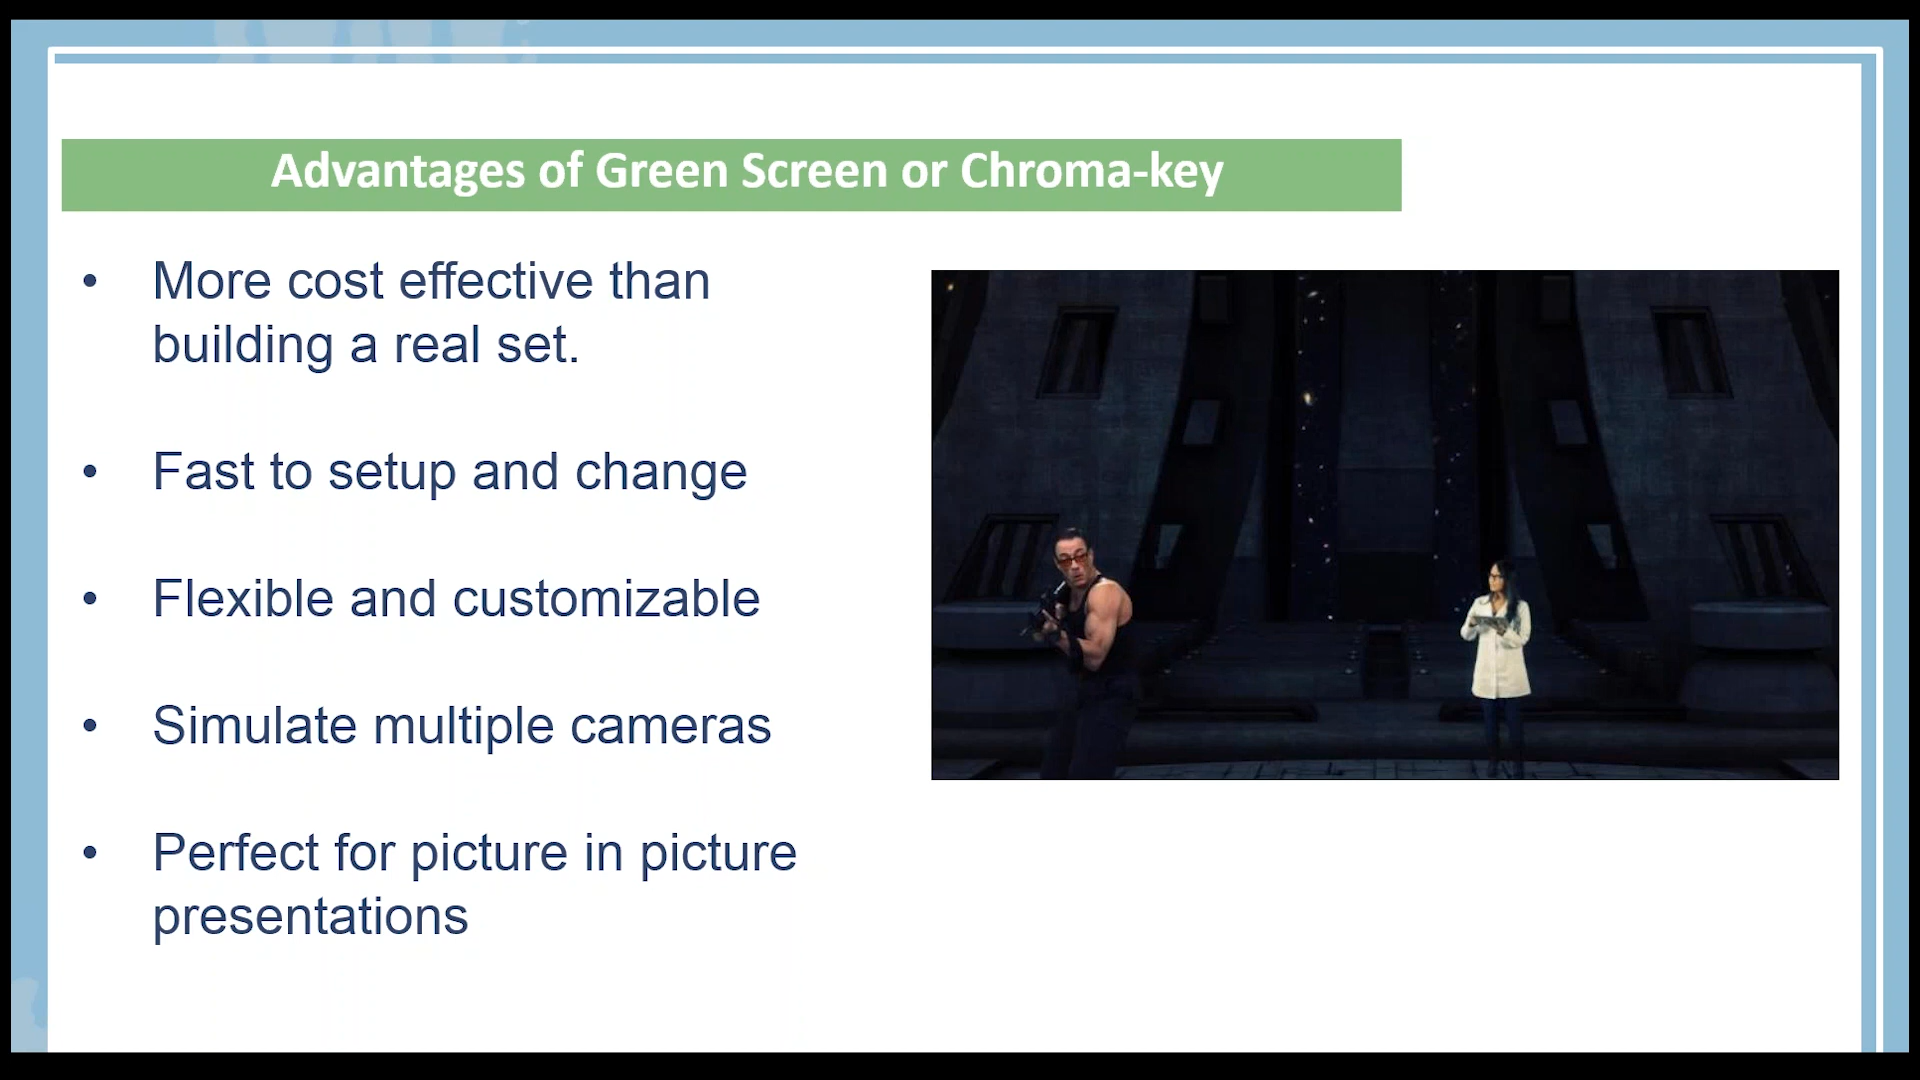 Advantages of Green Screen or Chroma-key
• More cost effective than
building a real set.
• Fast to setup and change
• Flexible and customizable
• Simulate multiple cameras
• Perfect for picture in picture
presentations